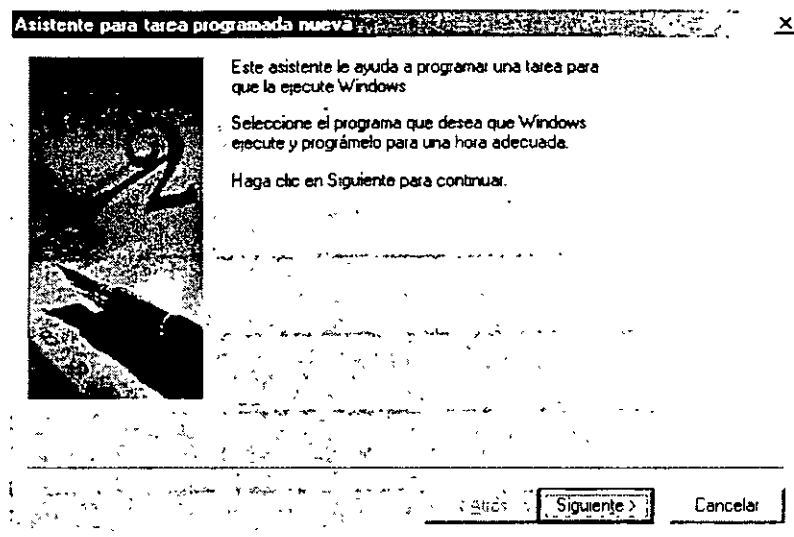 Asistente para tarea programada nueva
Este asistente le ayuda a programar una tarea para
que la ejecute Windows
Seleccione el programa que desea que Windows
ejecute y prográmelo para una hora adecuada.
Haga clic en Siguiente para continuar.
< Atrás
Siguiente >
Cancelar